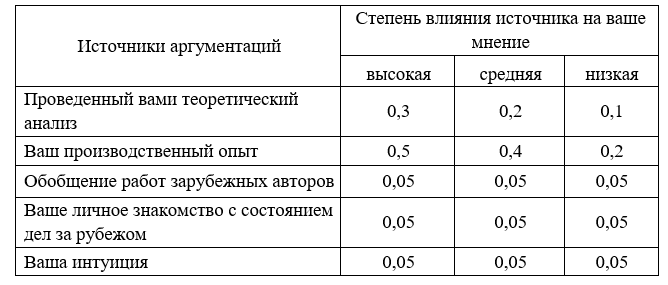 Источники аргументаций
Степень влияния источника на ваше
мнение
высокая средняя низкая
Проведенный вами теоретический
анализ
0,3 0,2 0,1
Ваш производственный опыт 0,5 0,4 0,2
Обобщение работ зарубежных авторов 0,05 0,05 0,05
Ваше личное знакомство с состоянием
дел за рубежом
0,05 0,05 0,05
Ваша интуиция 0,05 0,05 0,05